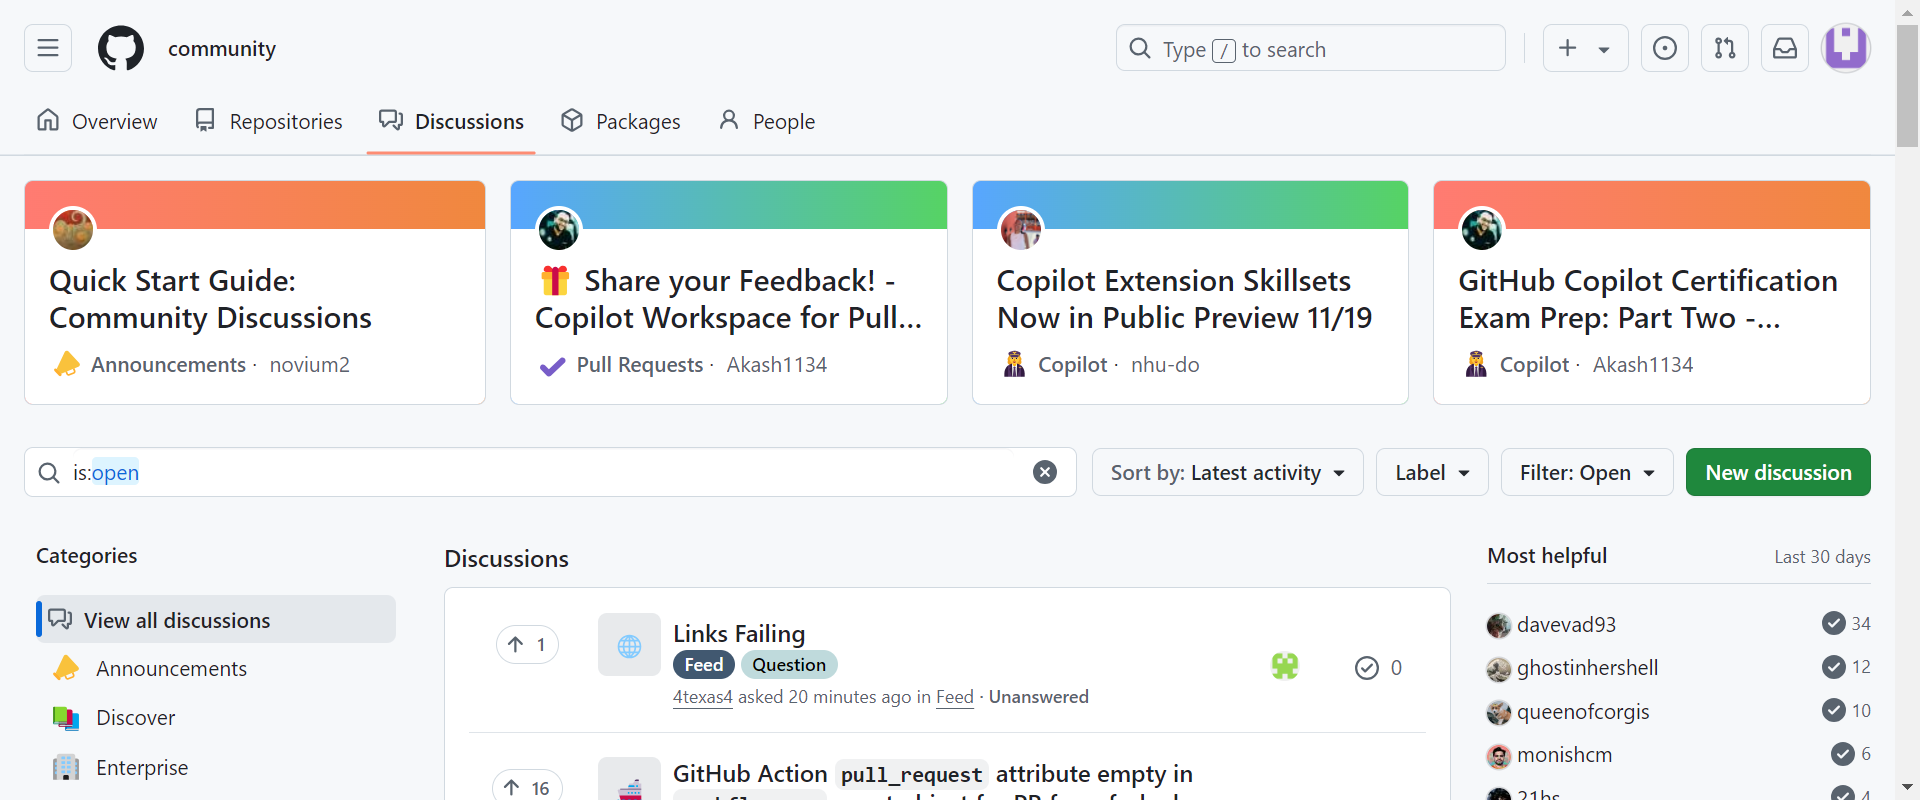 community
Type / to search
Overview
Repositories
Discussions
Packages
People
Quick Start Guide:
Community Discussions
Announcements · novium2
Share your Feedback! -
Copilot Workspace for Pull...
Pull Requests · Akash1134
Copilot Extension Skillsets
Now in Public Preview 11/19
Copilot · nhu-do
GitHub Copilot Certification
Exam Prep: Part Two -...
Copilot · Akash1134
is:open
Sort by: Latest activity
Label
Filter: Open
New discussion
Categories
View all discussions
Announcements
Discover
Enterprise
Discussions
1
Links Failing
Feed Question
4texas4 asked 20 minutes ago in Feed · Unanswered
0
16
GitHub Action pull_request attribute empty in
Most helpful
Last 30 days
davevad93 34
ghostinhershell 12
queenofcorgis 10
monishcm 6
21hs 4